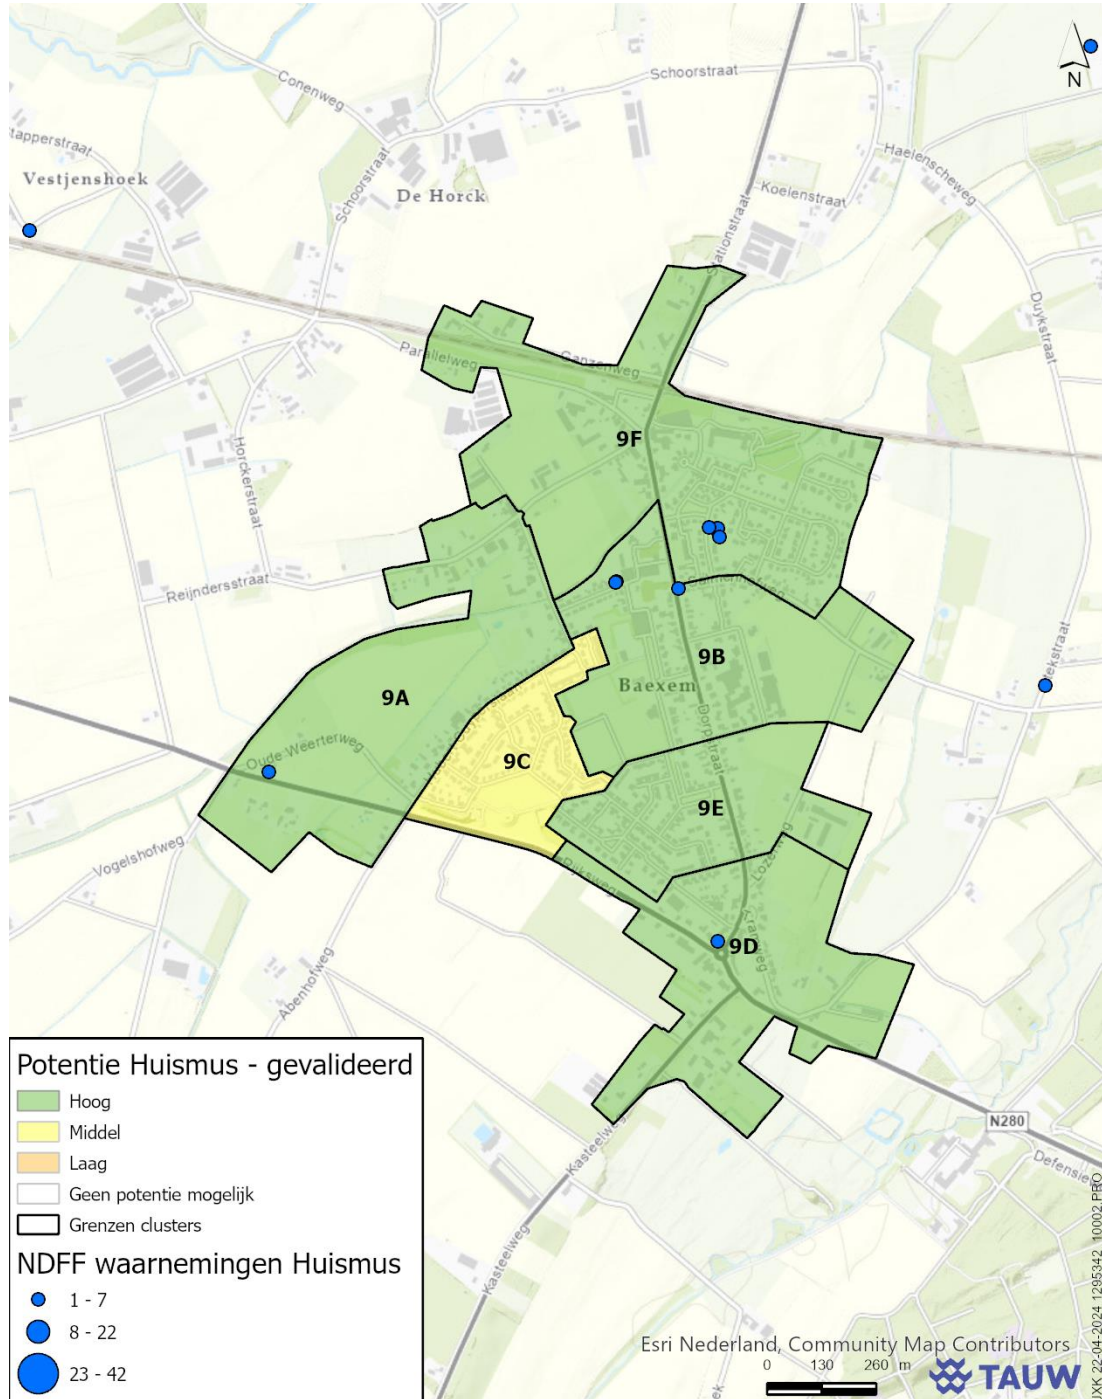 N
Schoorstraat
Conenweg
Stapperstraat
Vestjenshoek
De Horck
Schoorstraat
Haelenscheweg
Koelenstraat
Stationstraat
Duykstraat
Parallelweg
Ganzenweg
9F
Horckerstraat
Reijndersstraat
9B
Baexem
9A
Dorpstraat
Oude Weerterweg
9C
9E
Vogelshofweg
Rijksweg
9D
Abenhofweg
Potentie Huismus - gevalideerd
Hoog
Middel
Laag
Geen potentie mogelijk
Grenzen clusters
NDFF waarnemingen Huismus
1 - 7
8 - 22
23 - 42
Kasteelweg
N280
Kasteelweg
Esri Nederland, Community Map Contributors
0 130 260 m
TAUW